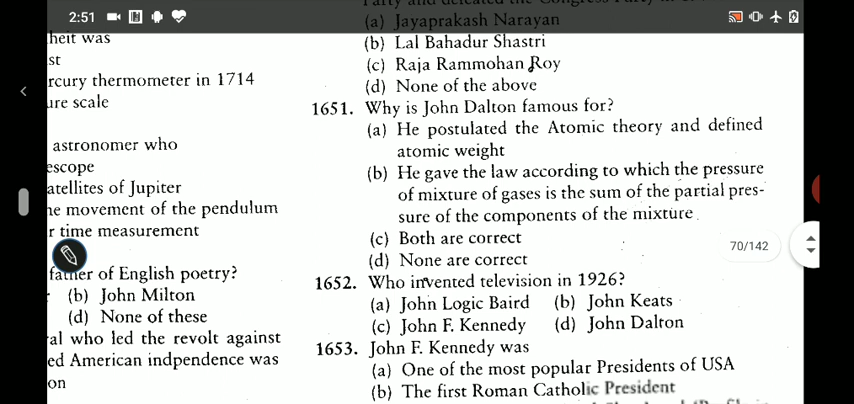 2:51
heit was
st
rcury thermometer in 1714
ure scale
astronomer who
escope
atellites of Jupiter
he movement of the pendulum
r time measurement
father of English poetry?
(b) John Milton
(d) None of these
al who led the revolt against
ed American indpendence was
on
Party and defeated the Congress Party in
(a) Jayaprakash Narayan
(b) Lal Bahadur Shastri
(c) Raja Rammohan Roy
(d) None of the above
1651. Why is John Dalton famous for?
(a) He postulated the Atomic theory and defined
atomic weight
(b) He gave the law according to which the pressure
of mixture of gases is the sum of the partial pres-
sure of the components of the mixture
(c) Both are correct
(d) None are correct
1652. Who invented television in 1926?
(a) John Logic Baird (b) John Keats
(c) John F. Kennedy (d) John Dalton
1653. John F. Kennedy was
(a) One of the most popular Presidents of USA
(b) The first Roman Catholic President
70/142